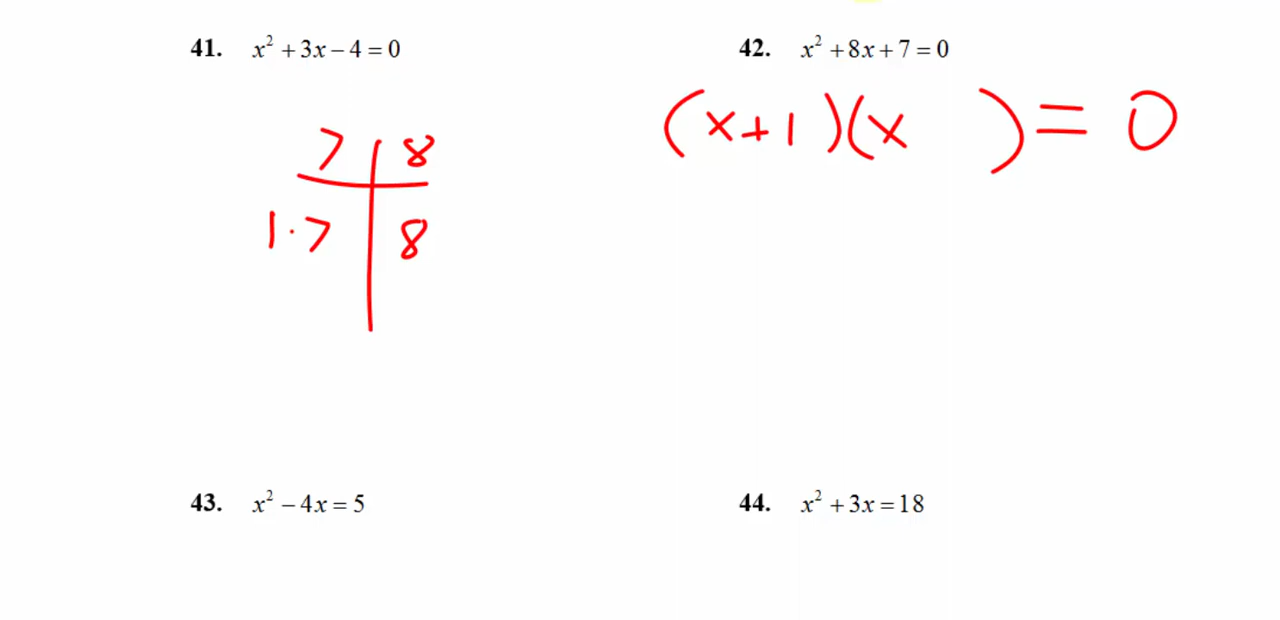 41. x² + 3x − 4 = 0
42. x² + 8x + 7 = 0
(x+1)(x )= 0
7 8
1·7 8
43. x² − 4x = 5
44. x² + 3x = 18